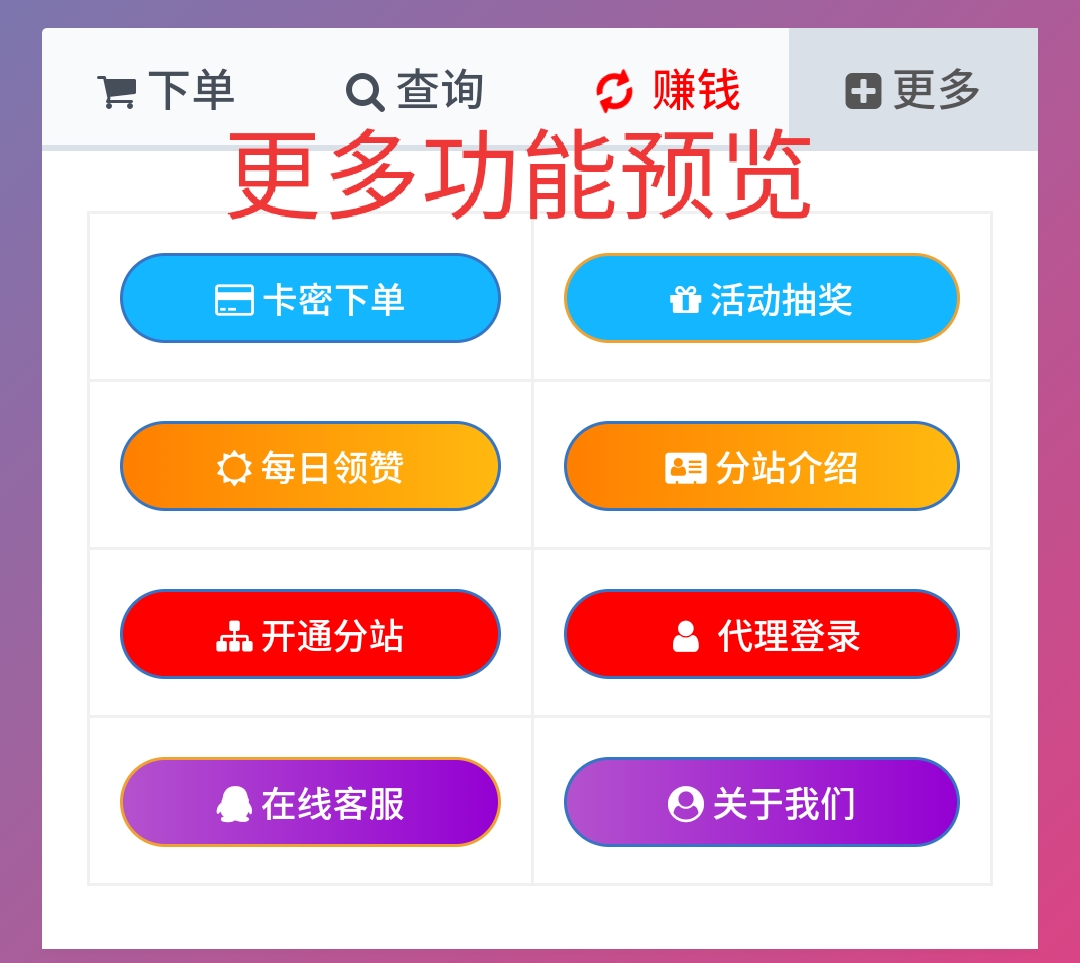 下单 查询 赚钱 更多
更多功能预览
卡密下单 活动抽奖
每日领赞 分站介绍
开通分站 代理登录
在线客服 关于我们